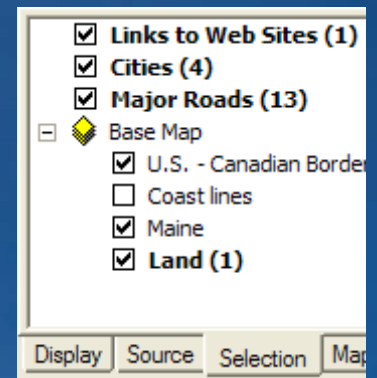 Links to Web Sites (1)
Cities (4)
Major Roads (13)
Base Map
U.S. - Canadian Border
Coast lines
Maine
Land (1)
Display Source Selection Map